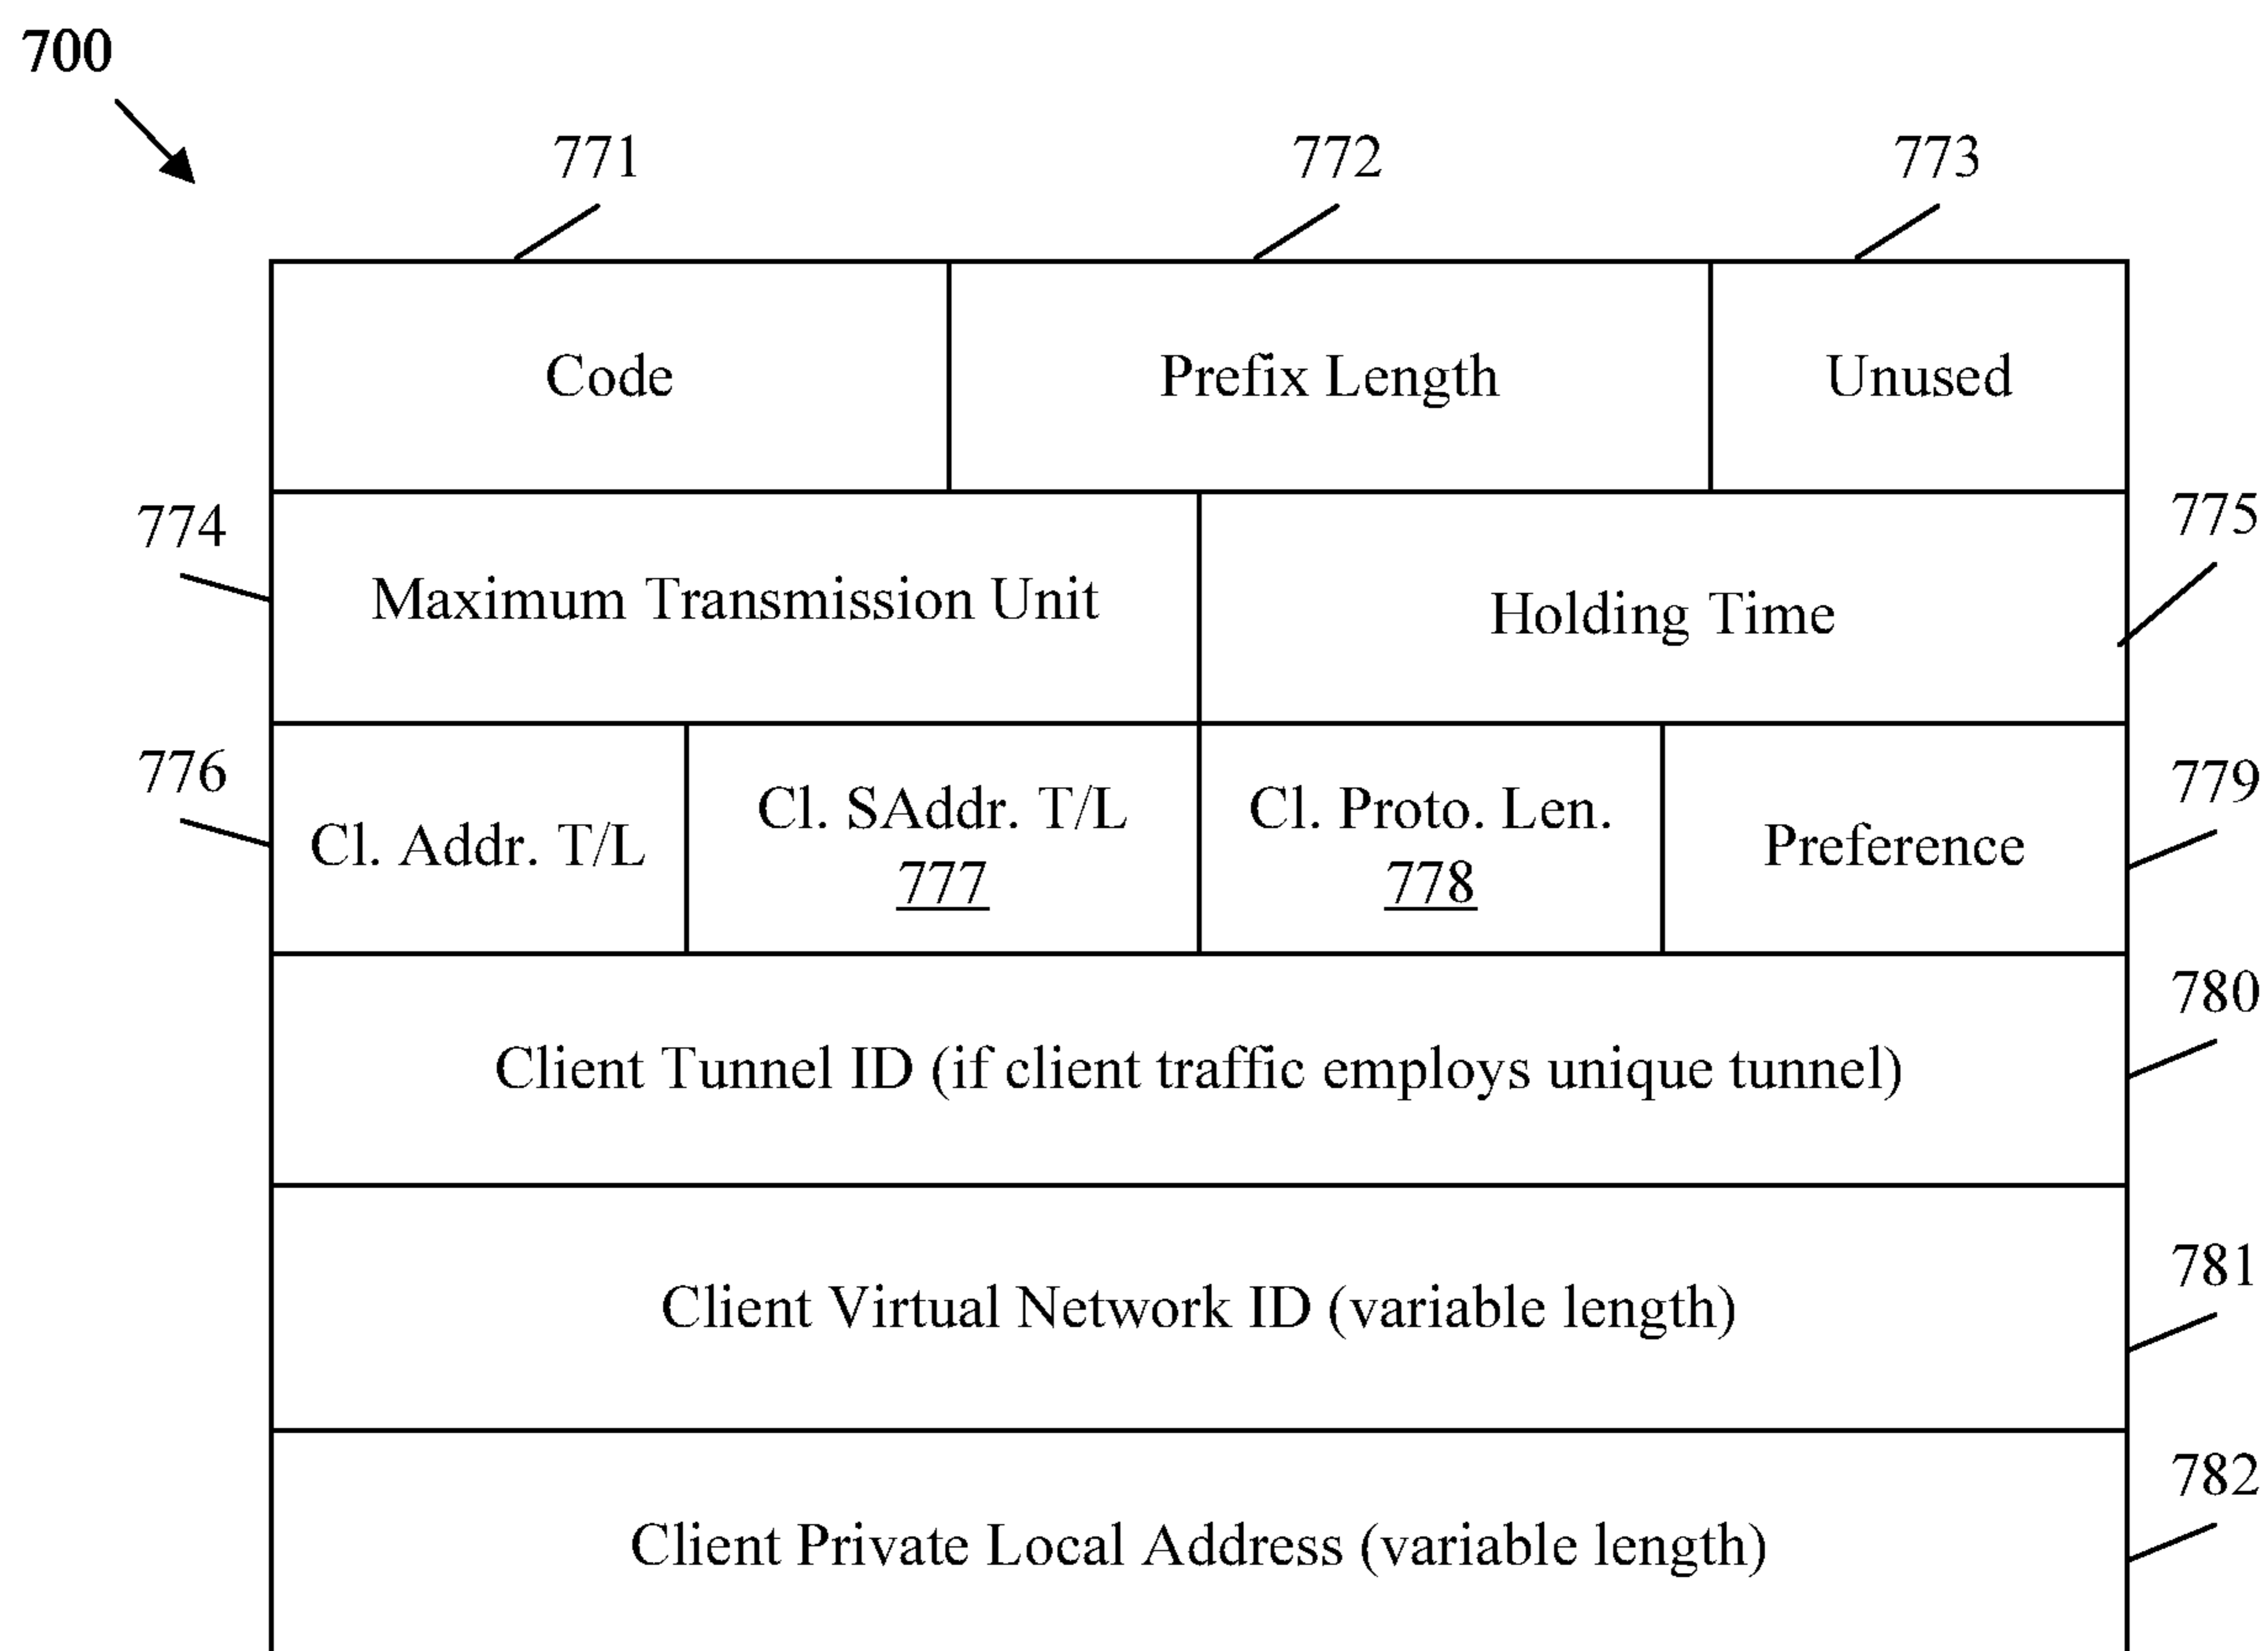 700
771 772 773
Code Prefix Length Unused
774 775
Maximum Transmission Unit Holding Time
776 779
Cl. Addr. T/L
Cl. SAddr. T/L
777
Cl. Proto. Len.
778
Preference
780
Client Tunnel ID (if client traffic employs unique tunnel)
781
Client Virtual Network ID (variable length)
782
Client Private Local Address (variable length)